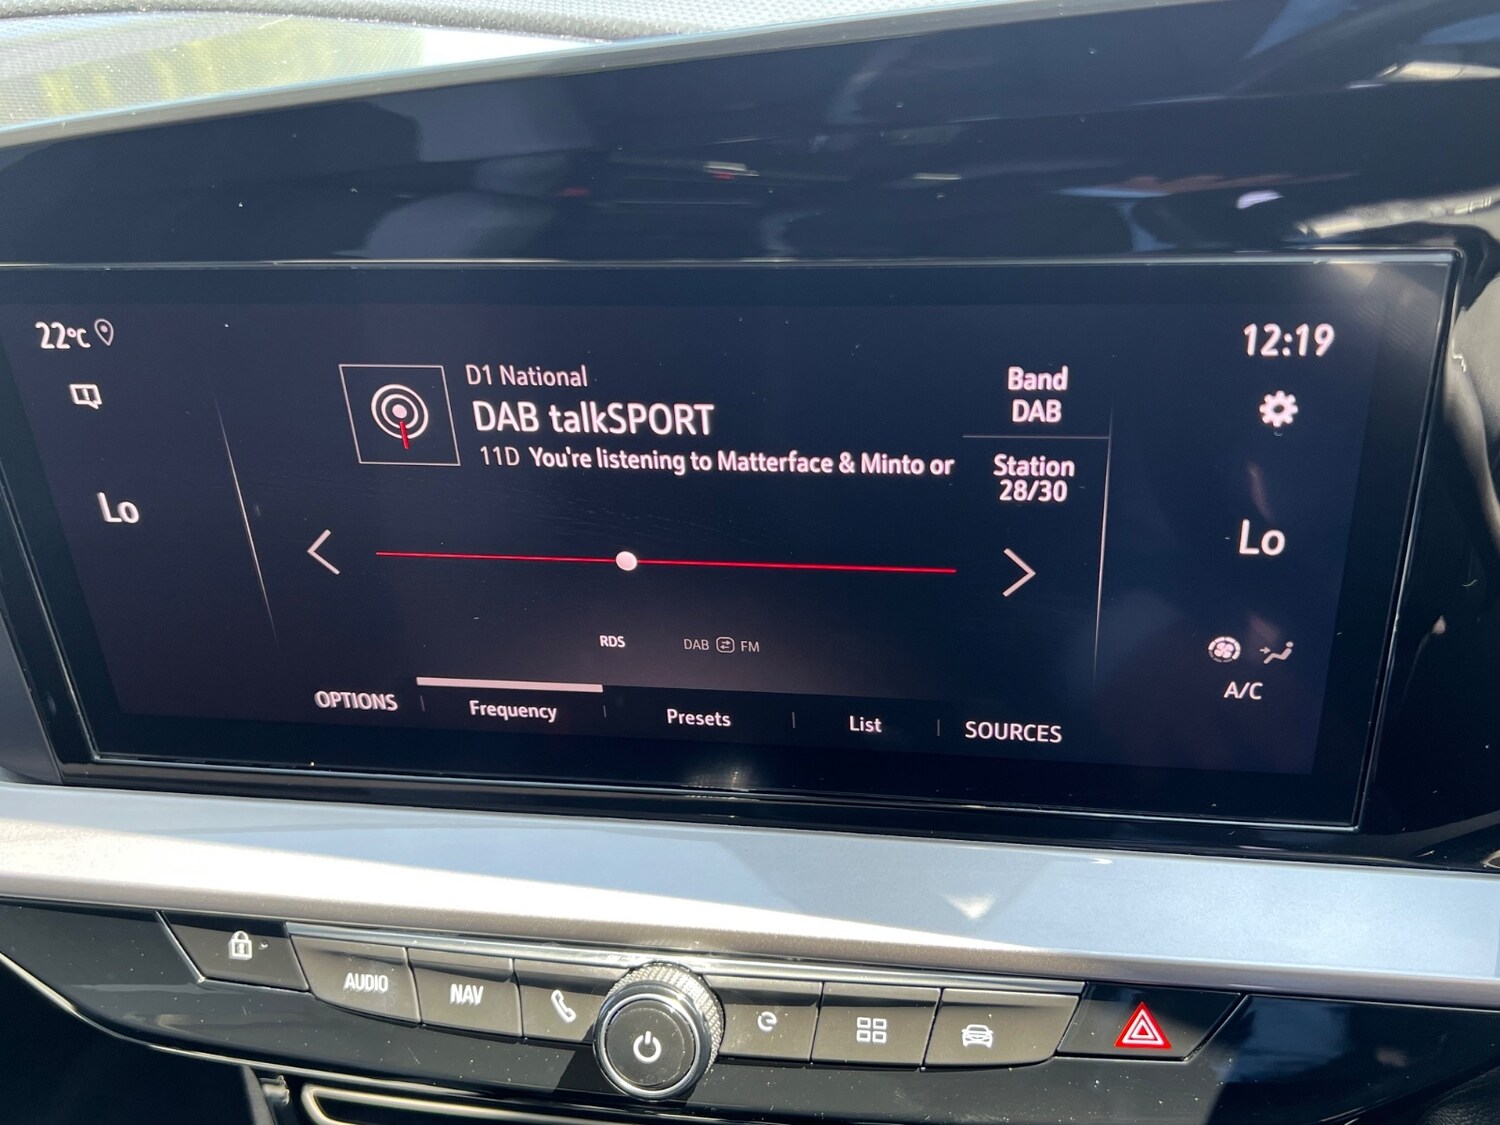 22°C
12:19
D1 National
DAB talkSPORT
11D You're listening to Matterface & Minto or
Band
DAB
Station
28/30
Lo
Lo
RDS
DAB FM
A/C
OPTIONS
Frequency
Presets
List
SOURCES
AUDIO
NAV